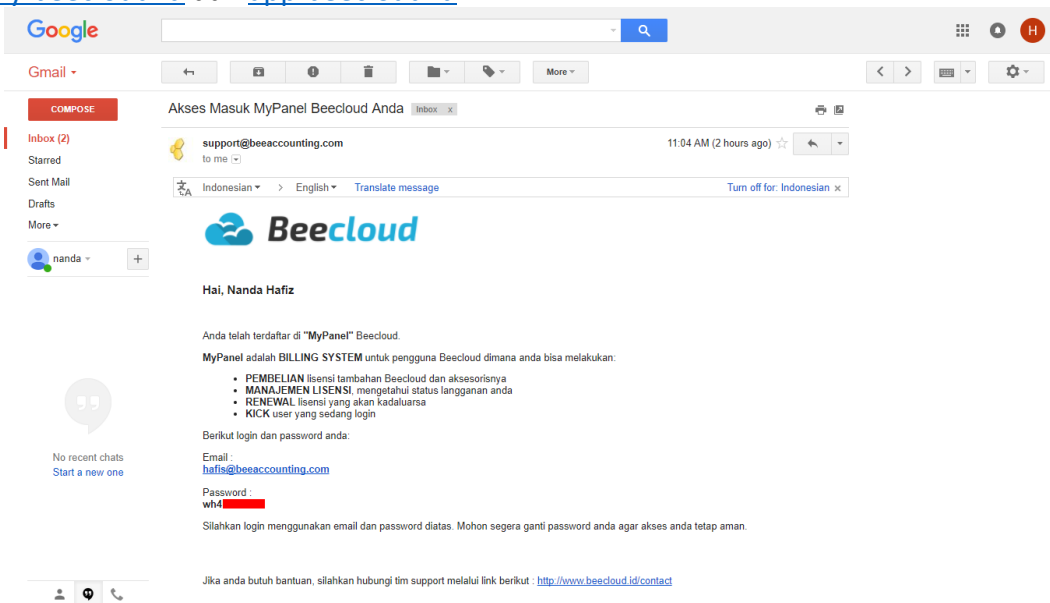 Google
H
Gmail
More
COMPOSE
Akses Masuk MyPanel Beecloud Anda Inbox x
Inbox (2)
support@beeaccounting.com 11:04 AM (2 hours ago)
Starred
to me
Sent Mail
Indonesian > English Translate message Turn off for: Indonesian x
Drafts
More
Beecloud
nanda
+
Hai, Nanda Hafiz
Anda telah terdaftar di "MyPanel" Beecloud.
MyPanel adalah BILLING SYSTEM untuk pengguna Beecloud dimana anda bisa melakukan:
• PEMBELIAN lisensi tambahan Beecloud dan aksesorisnya
• MANAJEMEN LISENSI, mengetahui status langganan anda
• RENEWAL lisensi yang akan kadaluarsa
• KICK user yang sedang login
Berikut login dan password anda:
No recent chats
Start a new one
Email :
hafis@beeaccounting.com
Password :
wh4
Silahkan login menggunakan email dan password diatas. Mohon segera ganti password anda agar akses anda tetap aman.
Jika anda butuh bantuan, silahkan hubungi tim support melalui link berikut : http://www.beecloud.id/contact